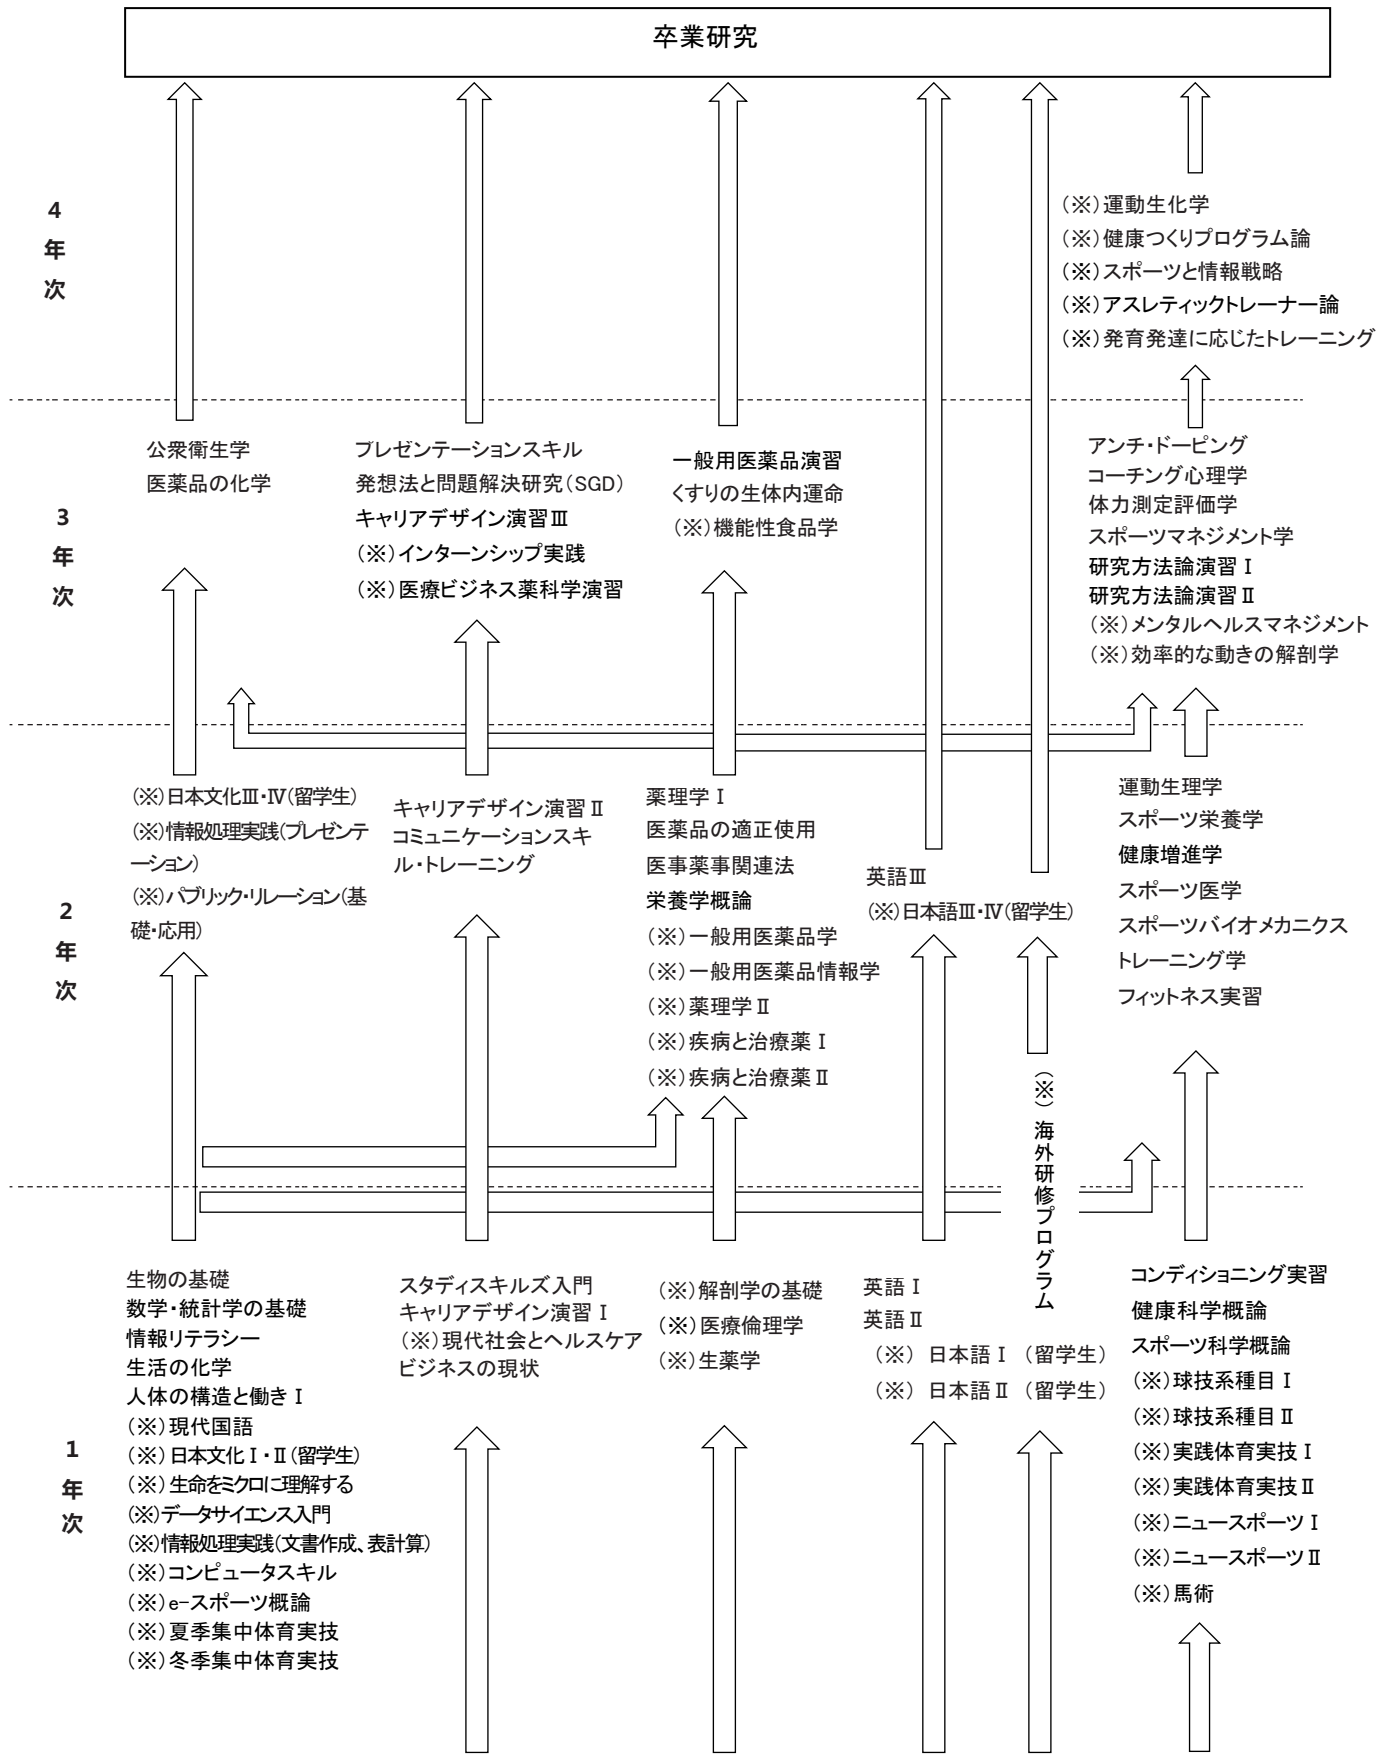 卒業研究
4
年
次
(※)運動生化学
(※)健康つくりプログラム論
(※)スポーツと情報戦略
(※)アスレティックトレーナー論
(※)発育発達に応じたトレーニング
3
年
次
公衆衛生学
医薬品の化学
プレゼンテーションスキル
発想法と問題解決研究(SGD)
キャリアデザイン演習Ⅲ
(※)インターンシップ実践
(※)医療ビジネス薬科学演習
一般用医薬品演習
くすりの生体内運命
(※)機能性食品学
アンチ・ドーピング
コーチング心理学
体力測定評価学
スポーツマネジメント学
研究方法論演習Ⅰ
研究方法論演習Ⅱ
(※)メンタルヘルスマネジメント
(※)効率的な動きの解剖学
2
年
次
(※)日本文化Ⅲ・Ⅳ(留学生)
(※)情報処理実践(プレゼンテ
ーション)
(※)パブリック・リレーション(基
礎・応用)
キャリアデザイン演習Ⅱ
コミュニケーションスキ
ル・トレーニング
薬理学Ⅰ
医薬品の適正使用
医事薬事関連法
栄養学概論
(※)一般用医薬品学
(※)一般用医薬品情報学
(※)薬理学Ⅱ
(※)疾病と治療薬Ⅰ
(※)疾病と治療薬Ⅱ
英語Ⅲ
(※)日本語Ⅲ・Ⅳ(留学生)
運動生理学
スポーツ栄養学
健康増進学
スポーツ医学
スポーツバイオメカニクス
トレーニング学
フィットネス実習
(※)海外研修プログラム
1
年
次
生物の基礎
数学・統計学の基礎
情報リテラシー
生活の化学
人体の構造と働きⅠ
(※)現代国語
(※)日本文化Ⅰ・Ⅱ(留学生)
(※)生命をミクロに理解する
(※)データサイエンス入門
(※)情報処理実践(文書作成、表計算)
(※)コンピュータスキル
(※)e-スポーツ概論
(※)夏季集中体育実技
(※)冬季集中体育実技
スタディスキルズ入門
キャリアデザイン演習Ⅰ
(※)現代社会とヘルスケア
ビジネスの現状
(※)解剖学の基礎
(※)医療倫理学
(※)生薬学
英語Ⅰ
英語Ⅱ
(※) 日本語Ⅰ (留学生)
(※) 日本語Ⅱ (留学生)
コンディショニング実習
健康科学概論
スポーツ科学概論
(※)球技系種目Ⅰ
(※)球技系種目Ⅱ
(※)実践体育実技Ⅰ
(※)実践体育実技Ⅱ
(※)ニュースポーツⅠ
(※)ニュースポーツⅡ
(※)馬術